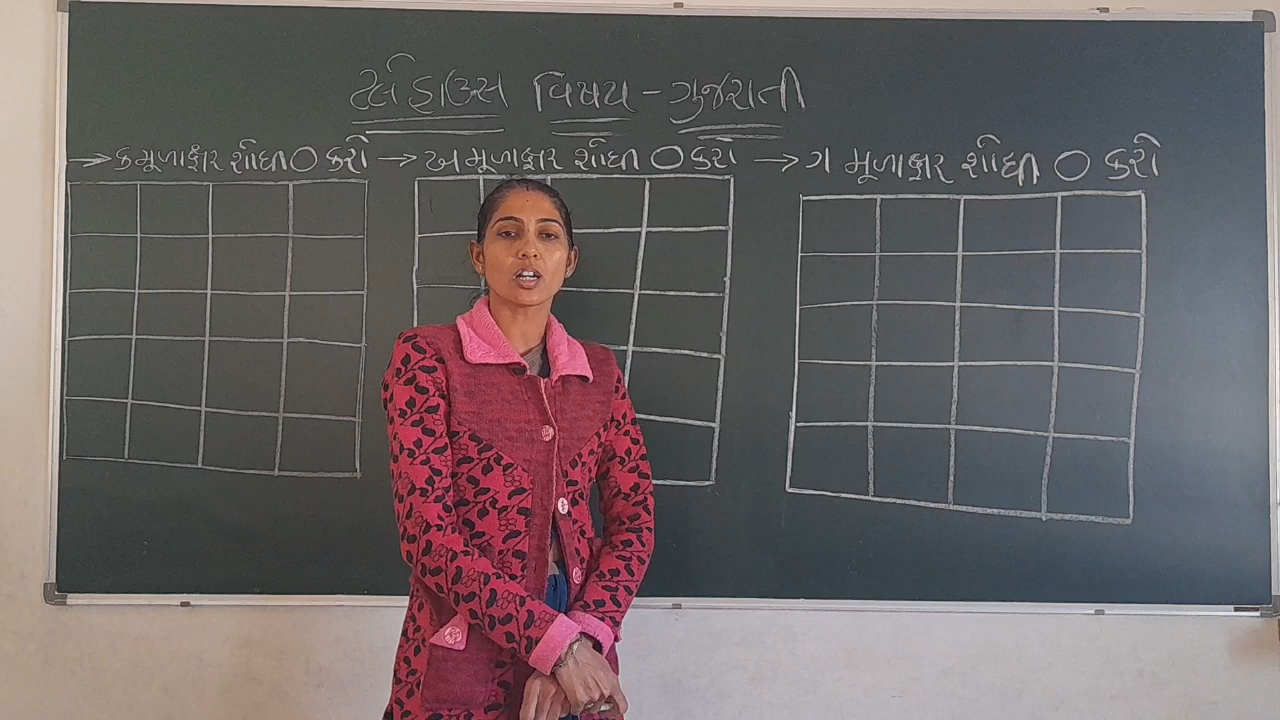 પ્લે હાઉસ વિષય - ગુજરાતી
→ ક મૂળાક્ષર શોધી ○ કરો → ખ મૂળાક્ષર શોધી ○ કરો → ગ મૂળાક્ષર શોધી ○ કરો